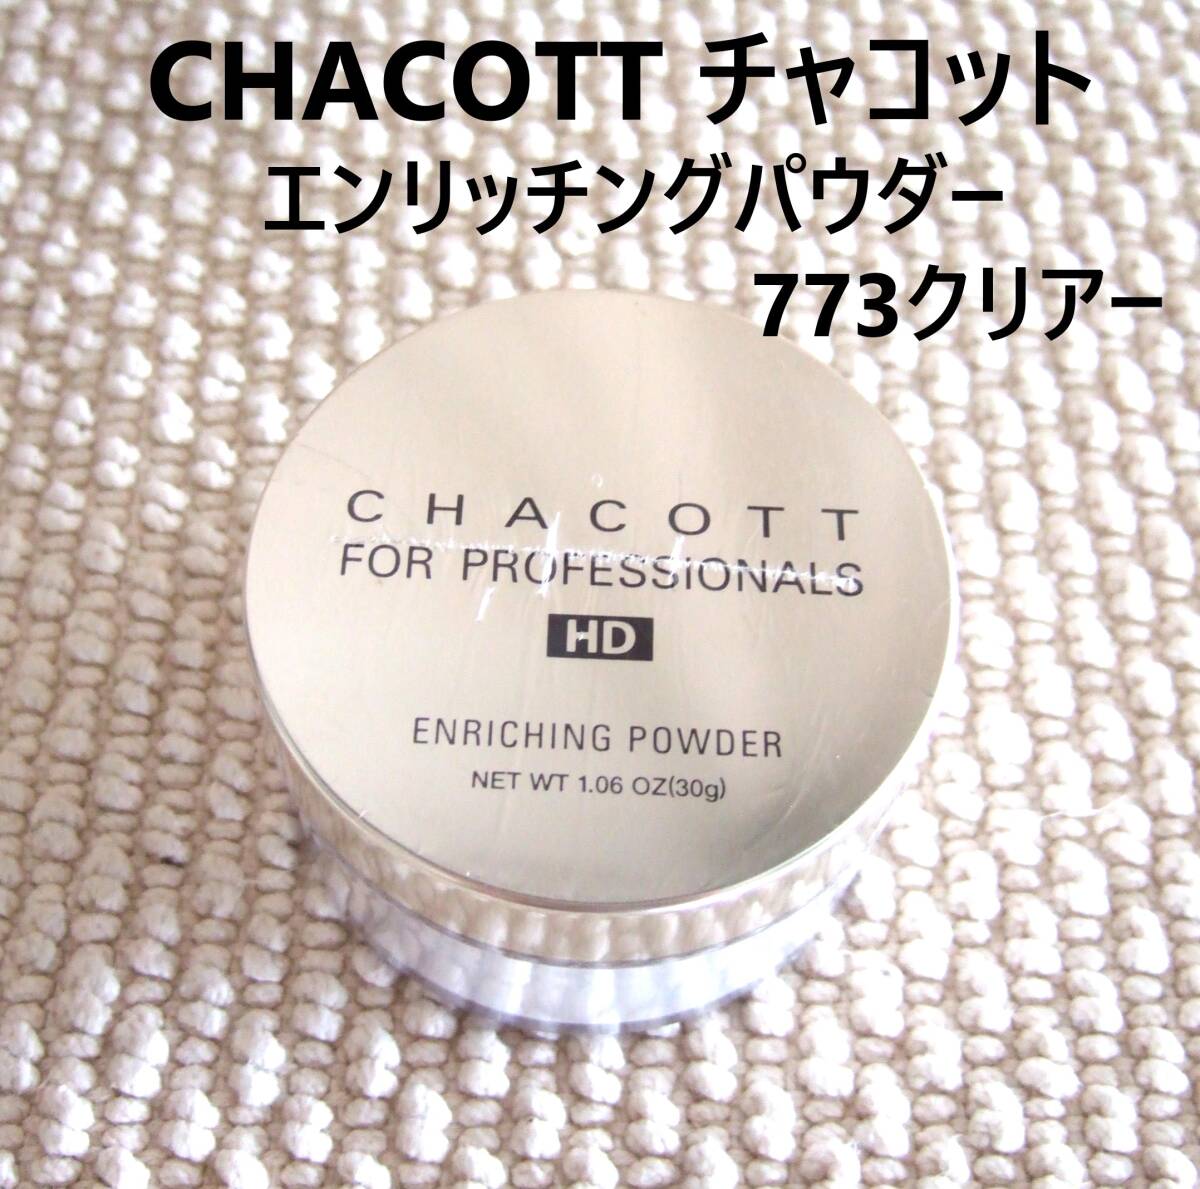 CHACOTT チャコット
エンリッチングパウダー
773クリアー
CHACOTT
FOR PROFESSIONALS
HD
ENRICHING POWDER
NET WT 1.06 OZ(30g)